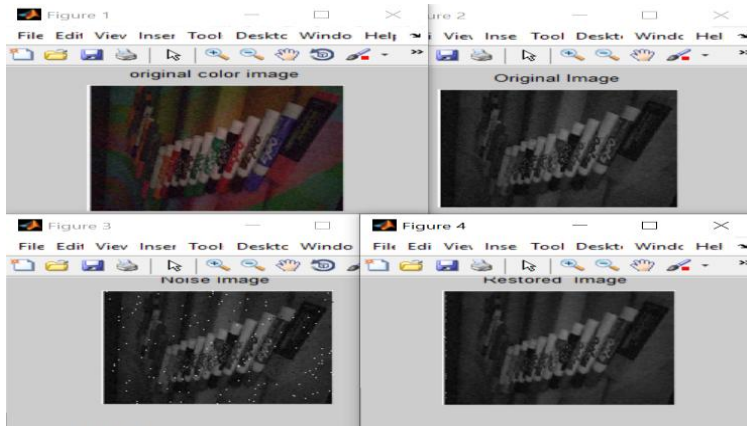 Figure 1
File Edit Viev Inser Tool Desktc Windo Help
original color image
ure 2
i Vie Inse Tool Deskt Windo Hel
Original Image
Figure 3
File Edit Viev Inser Tool Desktc Windo
Noise Image
Figure 4
File Edi Viev Inse Tool Deskt Windc Hel
Restored Image